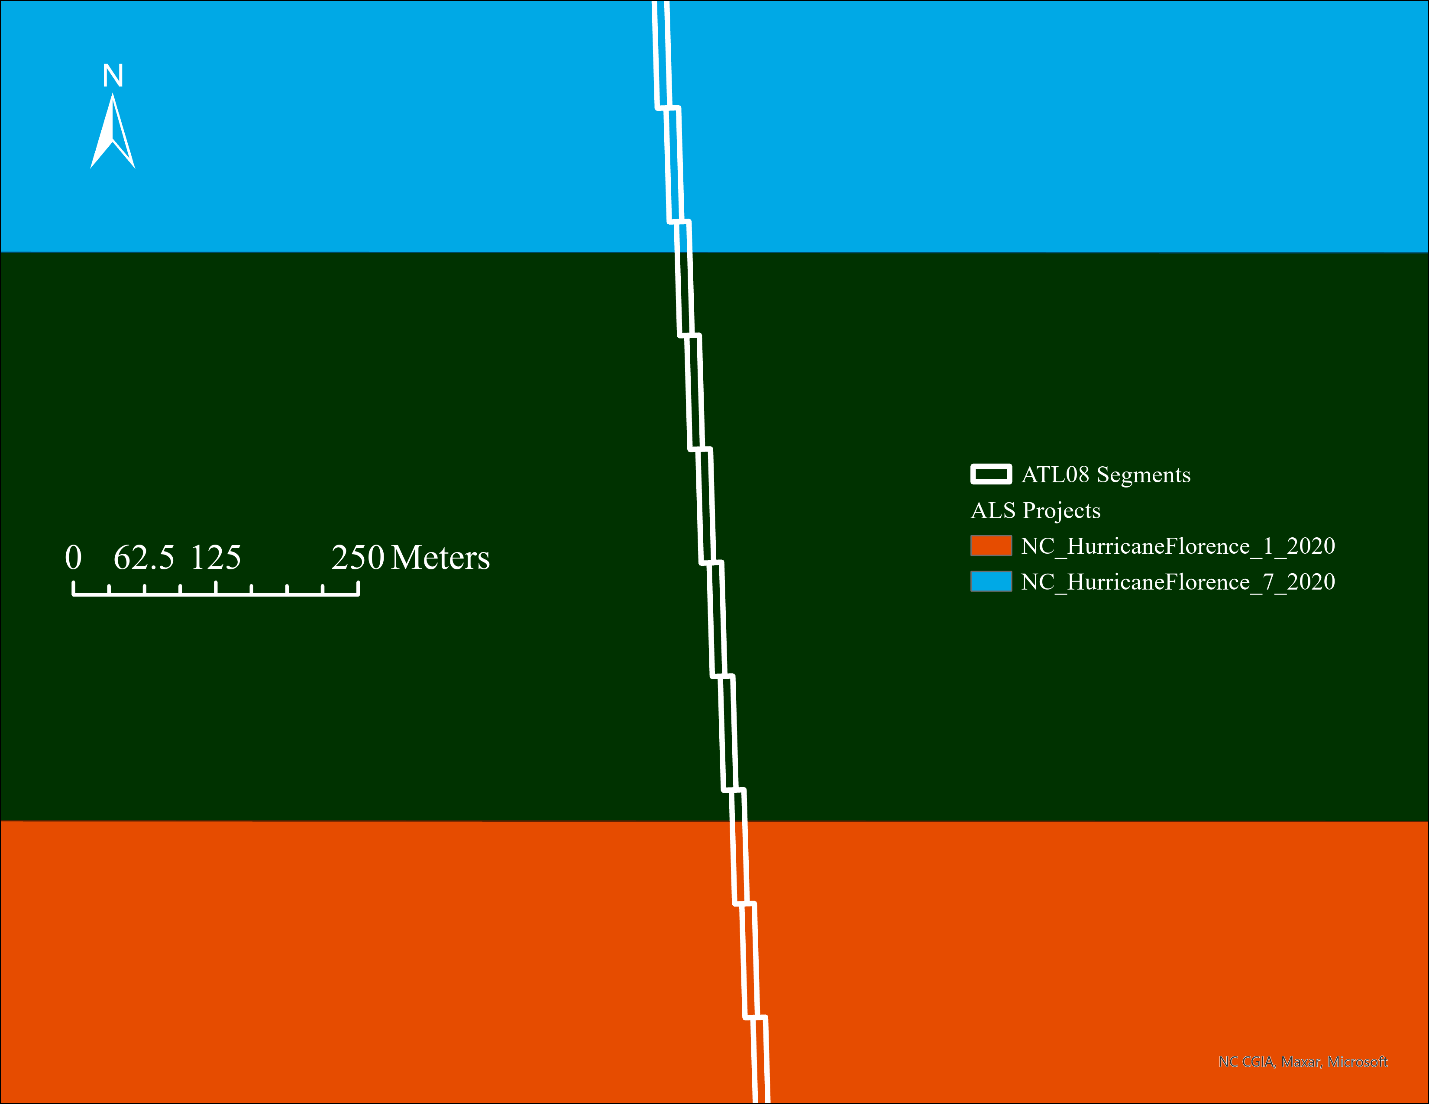 N
ATL08 Segments
ALS Projects
NC_HurricaneFlorence_1_2020
0 62.5 125 250 Meters
NC_HurricaneFlorence_7_2020
NC CGIA, Maxar, Microsoft